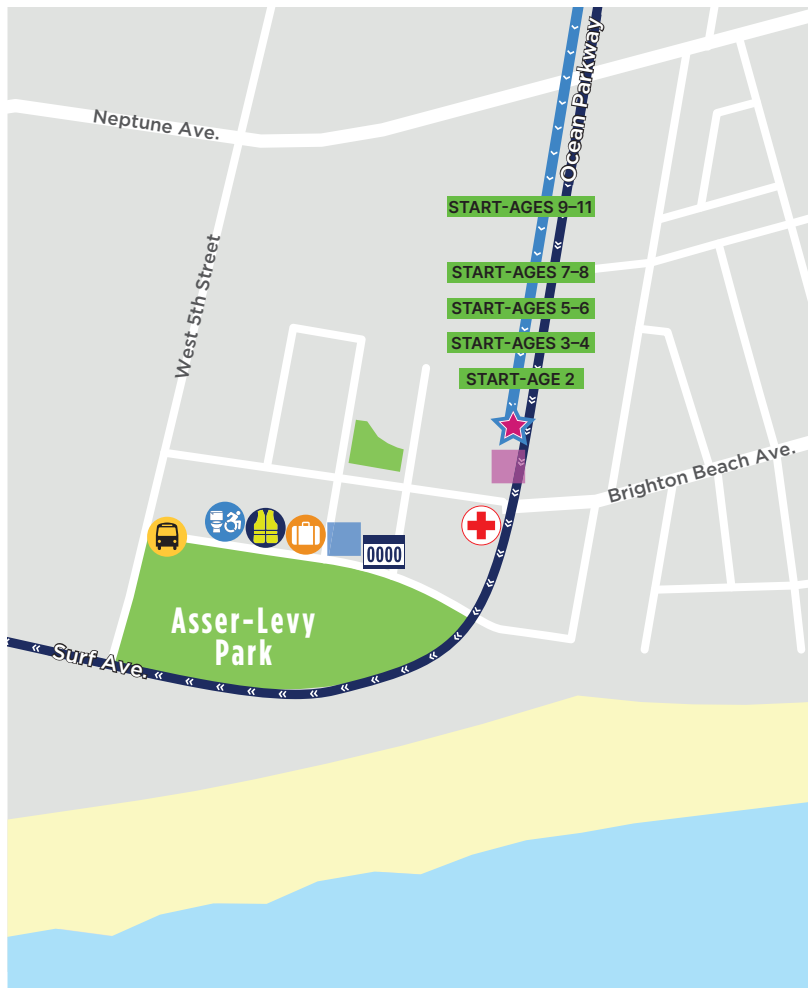 Ocean Parkway
Neptune Ave.
START-AGES 9–11
West 5th Street
START-AGES 7–8
START-AGES 5–6
START-AGES 3–4
START-AGE 2
Brighton Beach Ave.
0000
Asser-Levy
Park
Surf Ave.